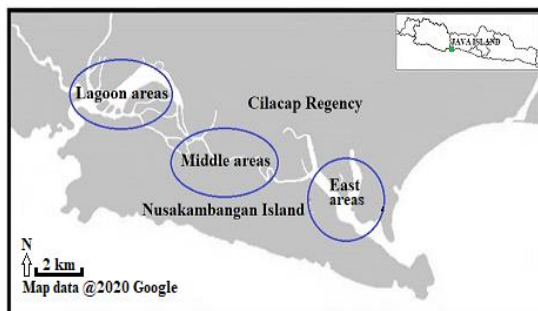 JAVA ISLAND
Lagoon areas
Cilacap Regency
Middle areas
East
areas
Nusakambangan Island
N
2 km
Map data @2020 Google